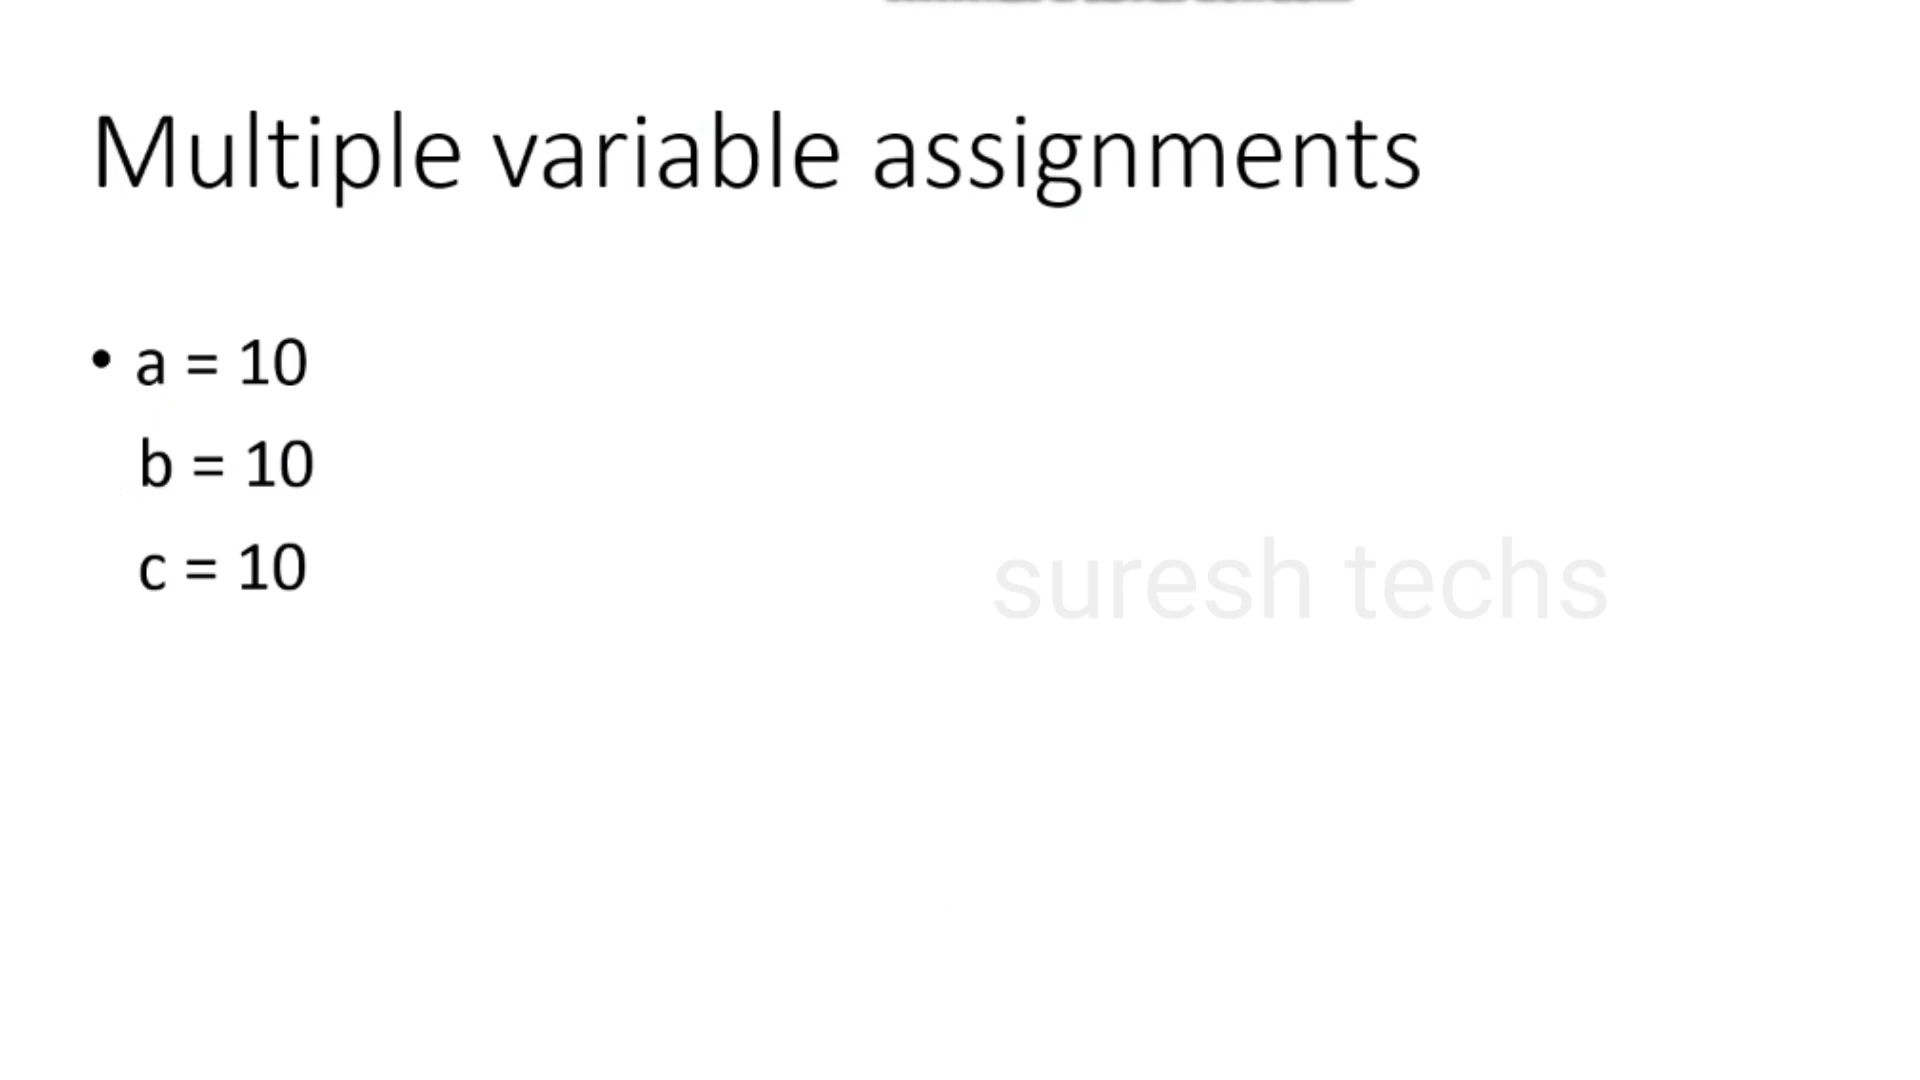 Multiple variable assignments
• a = 10
b = 10
c = 10
suresh techs